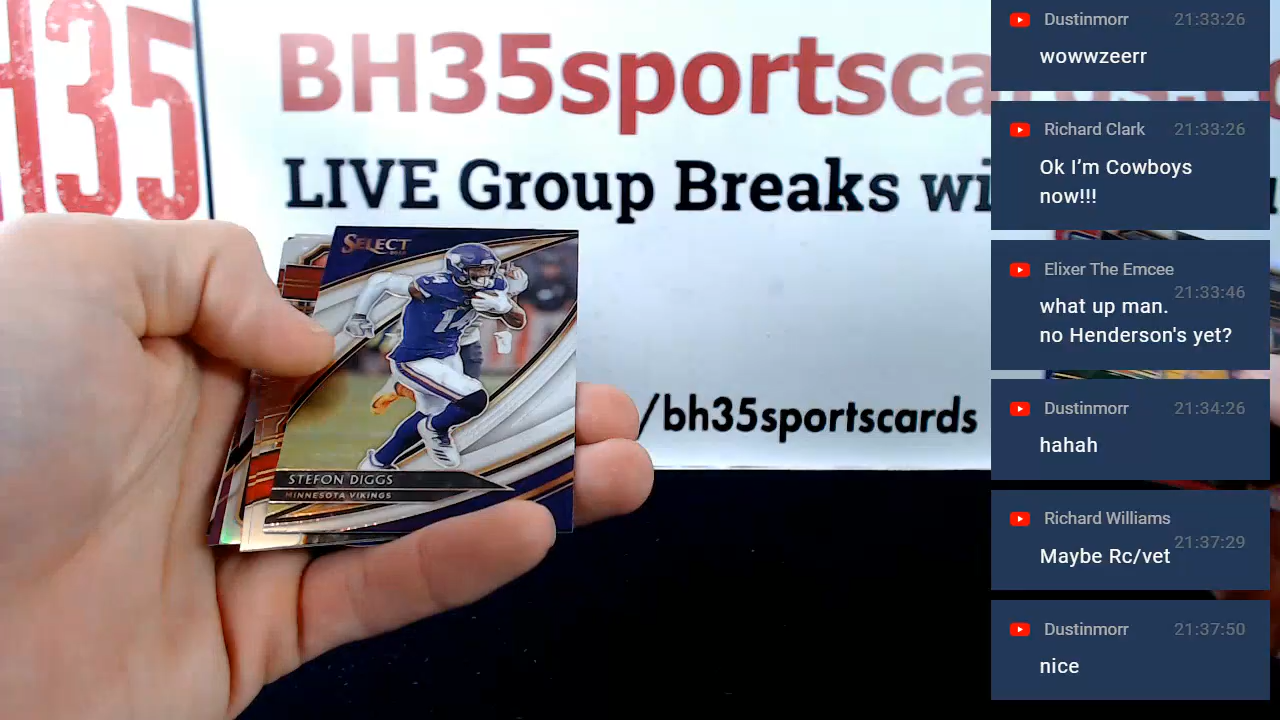 H35
BH35sportscards.c
LIVE Group Breaks wi
/bh35sportscards
SELECT
14
STEFON DIGGS
MINNESOTA VIKINGS
Dustinmorr 21:33:26
wowwzeerr
Richard Clark 21:33:26
Ok I’m Cowboys
now!!!
Elixer The Emcee
21:33:46
what up man.
no Henderson's yet?
Dustinmorr 21:34:26
hahah
Richard Williams
21:37:29
Maybe Rc/vet
Dustinmorr 21:37:50
nice